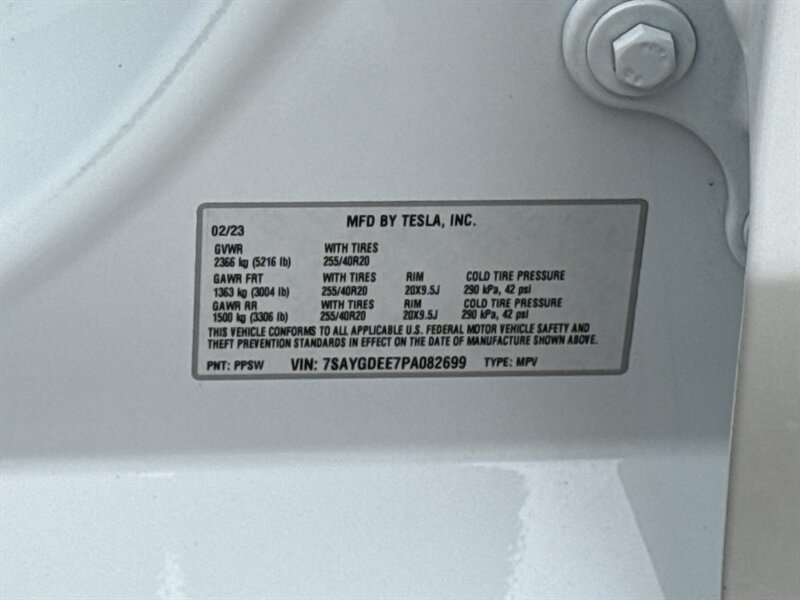 02/23 MFD BY TESLA, INC.
GVWR WITH TIRES
2366 kg (5216 lb) 255/40R20
GAWR FRT WITH TIRES RIM COLD TIRE PRESSURE
1363 kg (3004 lb) 255/40R20 20X9.5J 290 kPa, 42 psi
GAWR RR WITH TIRES RIM COLD TIRE PRESSURE
1500 kg (3306 lb) 255/40R20 20X9.5J 290 kPa, 42 psi
THIS VEHICLE CONFORMS TO ALL APPLICABLE U.S. FEDERAL MOTOR VEHICLE SAFETY AND
THEFT PREVENTION STANDARDS IN EFFECT ON THE DATE OF MANUFACTURE SHOWN ABOVE.
PNT: PPSW VIN: 7SAYGDEE7PA082699 TYPE: MPV